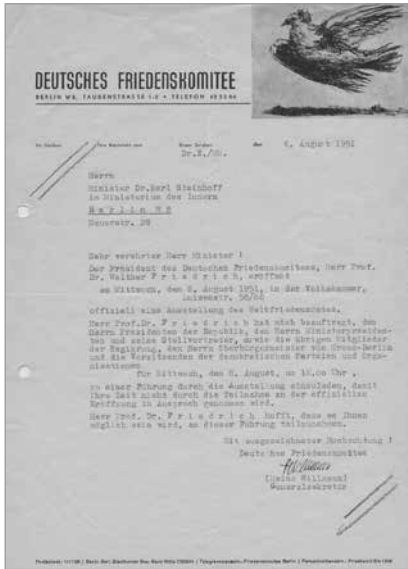 DEUTSCHES FRIEDENSKOMITEE
BERLIN W8, TAUBENSTRASSE 1-2 • TELEFON
den 6. August 1951
Dr.K./
Herrn
Minister Dr. Karl Steinhoff
im Ministerium des Innern
Berlin
Sehr verehrter Herr Minister !
Der Präsident des Deutschen Friedenskomitees, Herr Prof.
Dr. Walther Friedrich, eröffnet
am Mittwoch, dem 8. August 1951, in der Volkskammer,
Luisenstr. 58/60
offiziell eine Ausstellung des Weltfriedensrates.
Herr Prof. Dr. Friedrich hat mich beauftragt, den
Herrn Präsidenten der Republik, den Herrn Ministerpräsiden-
ten und seine Stellvertreter, sowie die übrigen Mitglieder
der Regierung, den Herrn Oberbürgermeister von Gross-Berlin
und die Vorsitzenden der demokratischen Parteien und Orga-
nisationen
für Mittwoch, den 8. August, um 16.00 Uhr,
zu einer Führung durch die Ausstellung einzuladen, damit
Ihre Zeit nicht durch die Teilnahme an der offiziellen
Eröffnung in Anspruch genommen wird.
Herr Prof. Dr. Friedrich hofft, dass es Ihnen
möglich sein wird, an dieser Führung teilzunehmen.
Mit ausgezeichneter Hochachtung !
Deutsches Friedenskomitee
(Heinz Willmann)
Generalsekretär